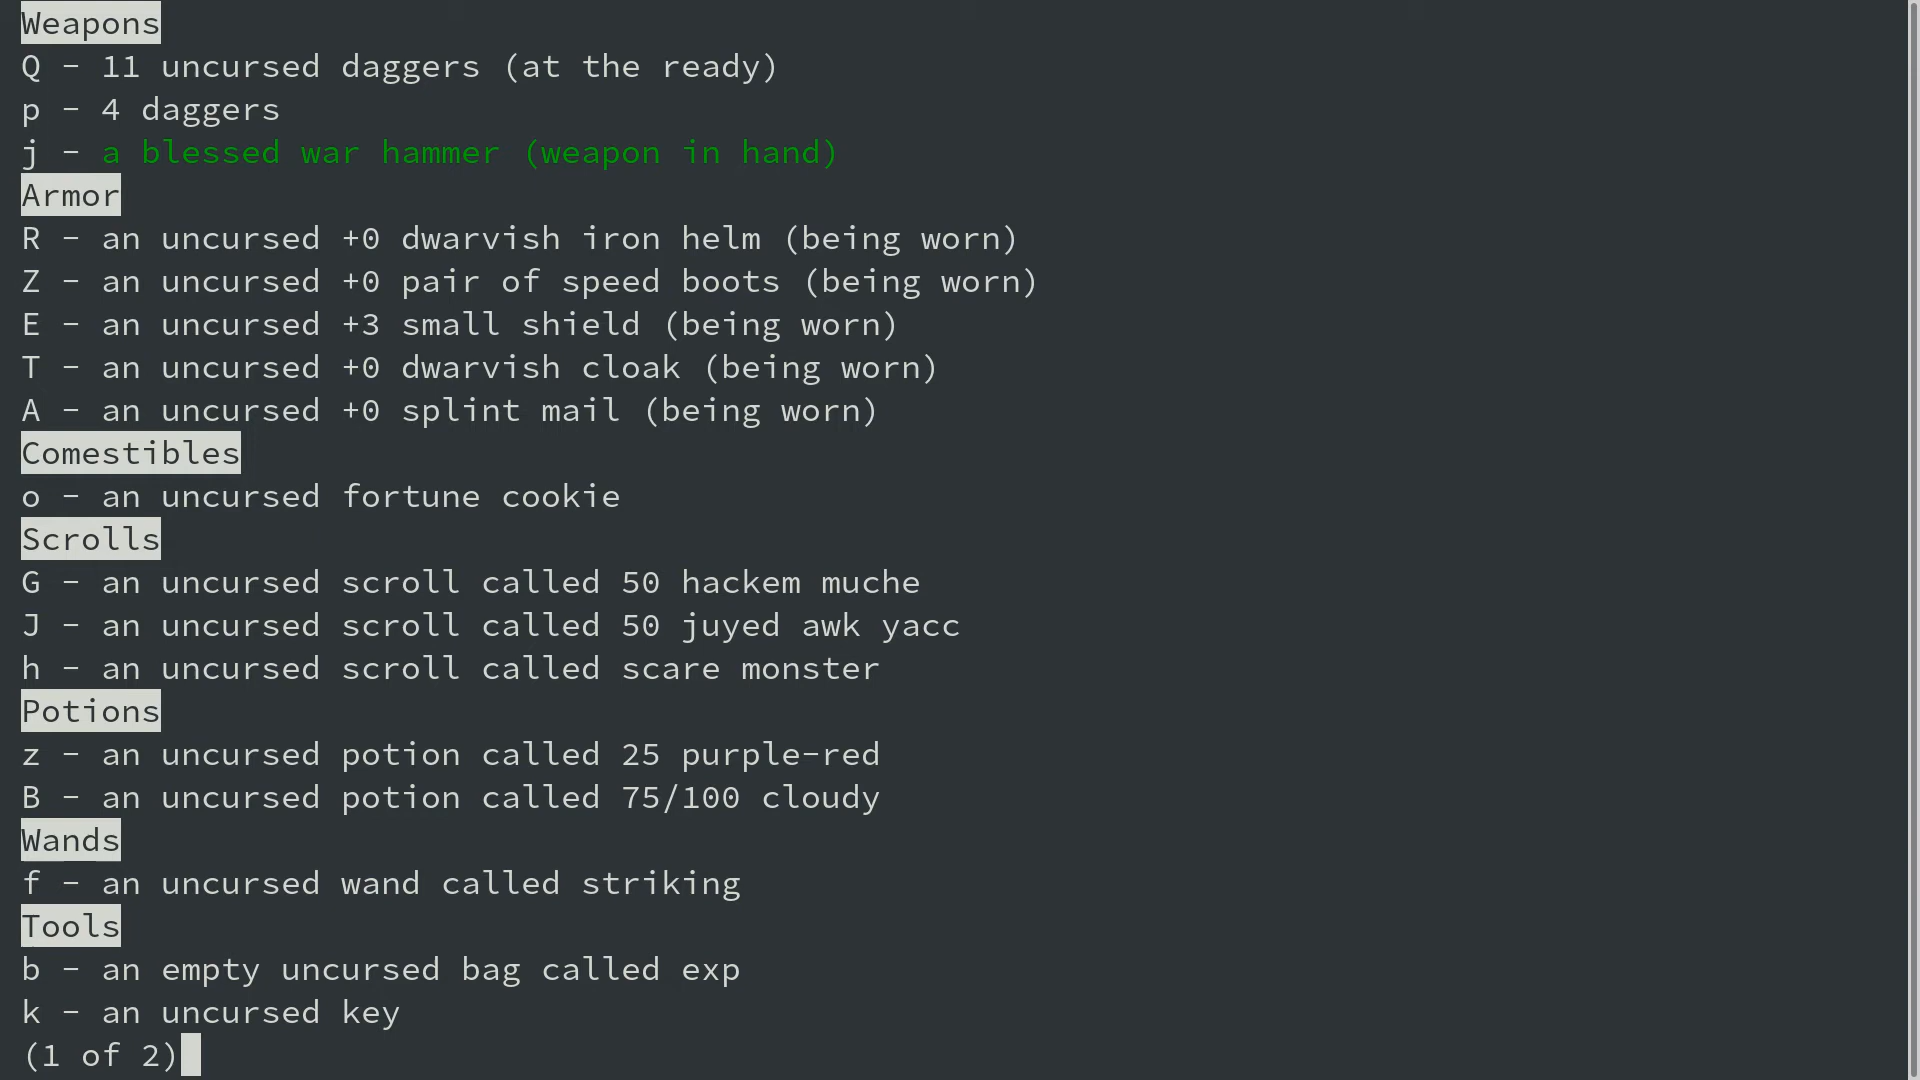 Weapons
Q - 11 uncursed daggers (at the ready)
p - 4 daggers
j - a blessed war hammer (weapon in hand)
Armor
R - an uncursed +0 dwarvish iron helm (being worn)
Z - an uncursed +0 pair of speed boots (being worn)
E - an uncursed +3 small shield (being worn)
T - an uncursed +0 dwarvish cloak (being worn)
A - an uncursed +0 splint mail (being worn)
Comestibles
o - an uncursed fortune cookie
Scrolls
G - an uncursed scroll called 50 hackem muche
J - an uncursed scroll called 50 juyed awk yacc
h - an uncursed scroll called scare monster
Potions
z - an uncursed potion called 25 purple-red
B - an uncursed potion called 75/100 cloudy
Wands
f - an uncursed wand called striking
Tools
b - an empty uncursed bag called exp
k - an uncursed key
(1 of 2)